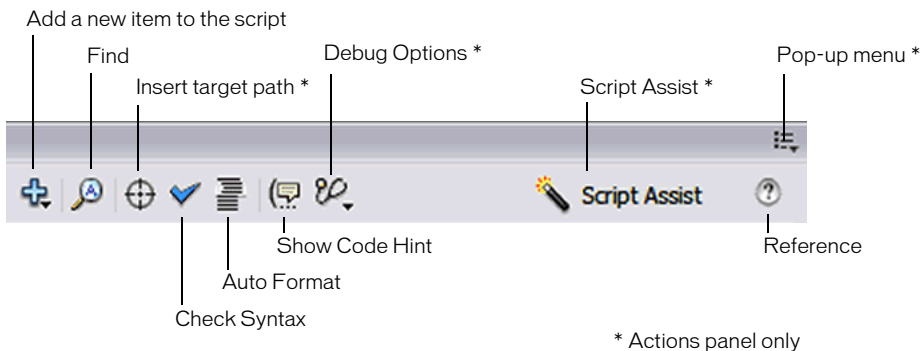 Add a new item to the script
Find
Debug Options *
Pop-up menu *
Insert target path *
Script Assist *
A
Script Assist
?
Show Code Hint
Reference
Auto Format
Check Syntax
* Actions panel only